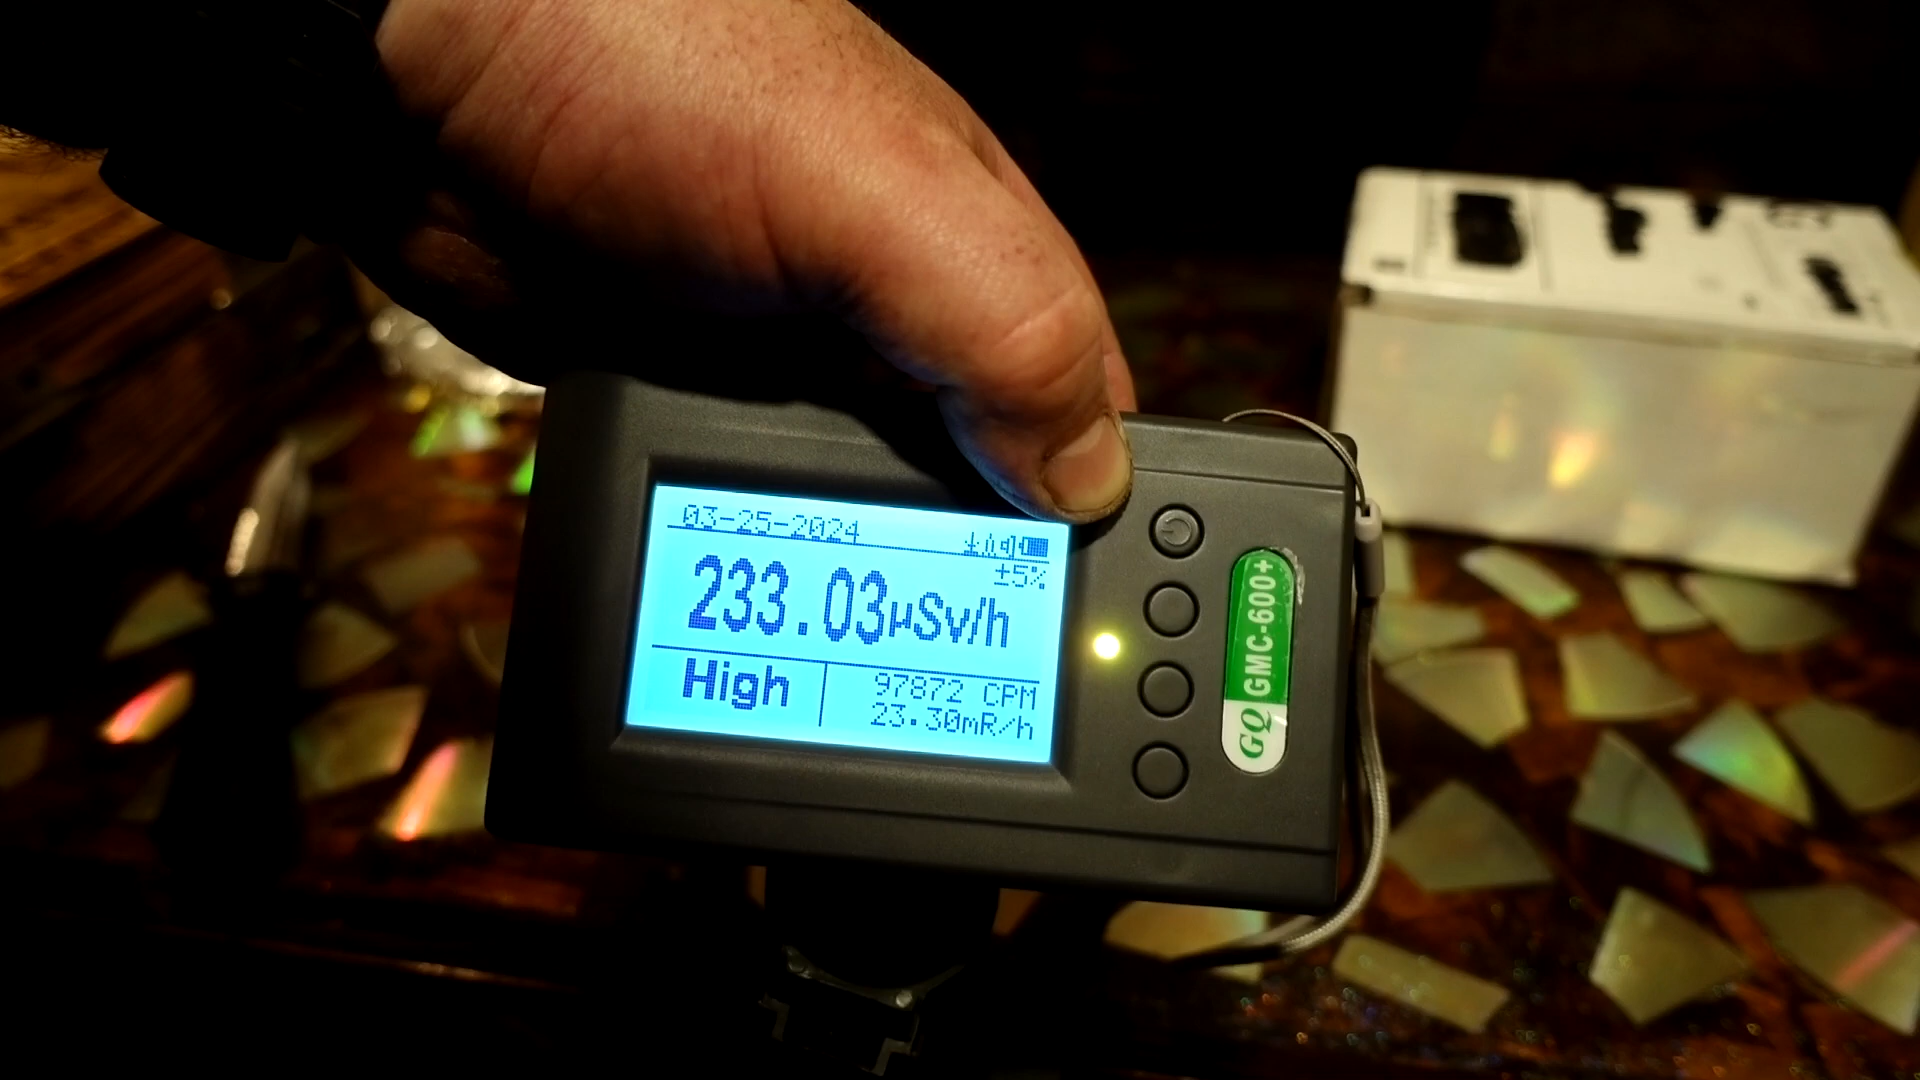 03-25-2024
±5%
233.03µSv/h
High
97872 CPM
23.30mR/h
GQ GMC-600+